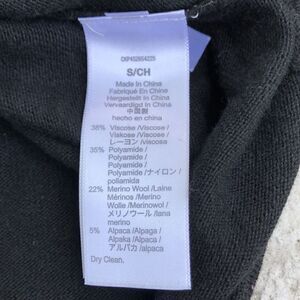 S/CH
Made In China
Fabriqué En China
Hergestellt In China
Vervaardigd In China
中国製
hecho en china
38% Viscose /Viscose /
Viskose /Viscose /
レーヨン /viscosa
35% Polyamide /
Polyamide /
Polyamide /ナイロン /
poliamida
22% Merino Wool /Laine
Mérinos /Merino
Wolle /Merinowol /
メリノウール /lana
merino
5% Alpaca /Alpaga /
Alpaka /Alpaca /
アルパカ /alpaca
Dry Clean.